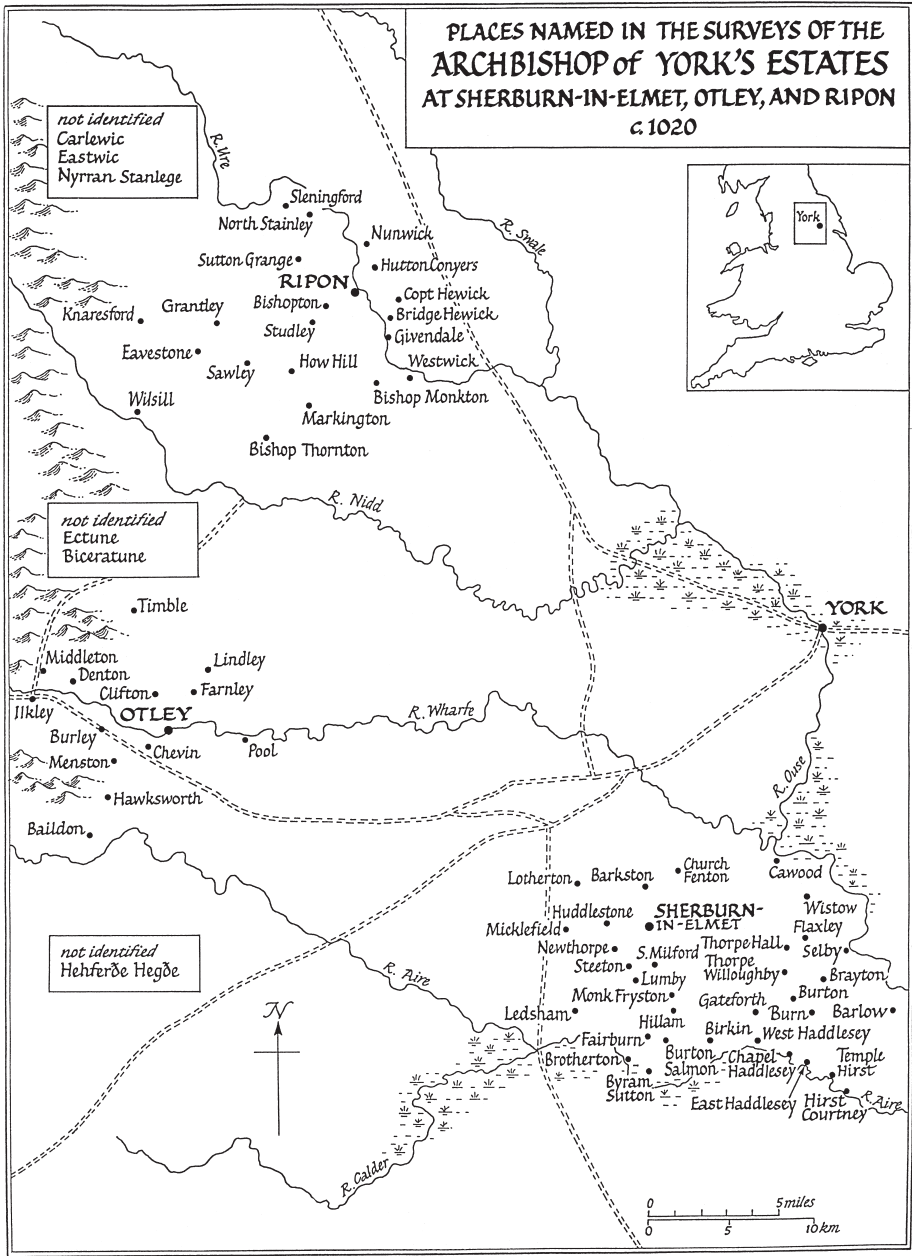 PLACES NAMED IN THE SURVEYS OF THE
ARCHBISHOP of YORK'S ESTATES
AT SHERBURN-IN-ELMET, OTLEY, AND RIPON
c.1020
not identified
Carlewic
Eastwic
Nyrran Stanlege
R. Ure
Sleningford
North Stainley
R. Swale
York
Nunwick
Sutton Grange
Hutton Conyers
RIPON
Copt Hewick
Bishopton
Bridge Hewick
Knaresford
Grantley
Studley
Givendale
Eavestone
Sawley
How Hill
Westwick
Bishop Monkton
Wilsill
Markington
Bishop Thornton
R. Nidd
not identified
Ectune
Biceratune
Timble
YORK
Middleton
Denton
Lindley
Clifton
Farnley
Ilkley
OTLEY
R. Wharfe
Burley
Chevin
Pool
Menston
R. Ouse
Hawksworth
Baildon
Church
Fenton
Lotherton
Barkston
Cawood
Huddlestone
SHERBURN-
IN-ELMET
Wistow
Micklefield
Flaxley
Newthorpe
S. Milford
Thorpe Hall
Selby
Steeton
Thorpe
Willoughby
Lumby
Brayton
Monk Fryston
Gateforth
Burton
Ledsham
Hillam
Burn
Barlow
Fairburn
Birkin
West Haddlesey
Brotherton
Burton
Salmon
Chapel
Haddlesey
Temple
Hirst
Byram
Sutton
East Haddlesey
Hirst
Courtney
R. Aire
not identified
Hehferðe Hegðe
R. Aire
N
R. Calder
0 5 miles
0 5 10 km